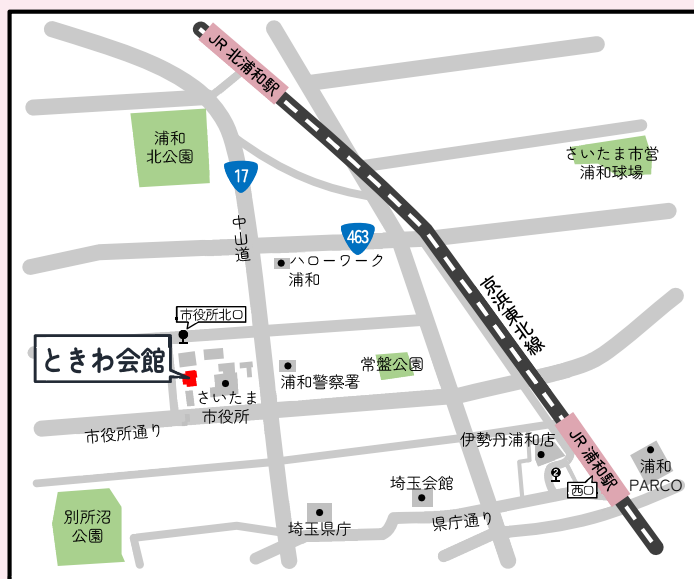 JR 北浦和駅
浦和
北公園
さいたま市営
浦和球場
17
中山道
463
ハローワーク
浦和
京浜東北線
市役所北口
ときわ会館
浦和警察署
常盤公園
さいたま
市役所
市役所通り
伊勢丹浦和店
JR 浦和駅
浦和
PARCO
2
西口
埼玉会館
別所沼
公園
埼玉県庁
県庁通り